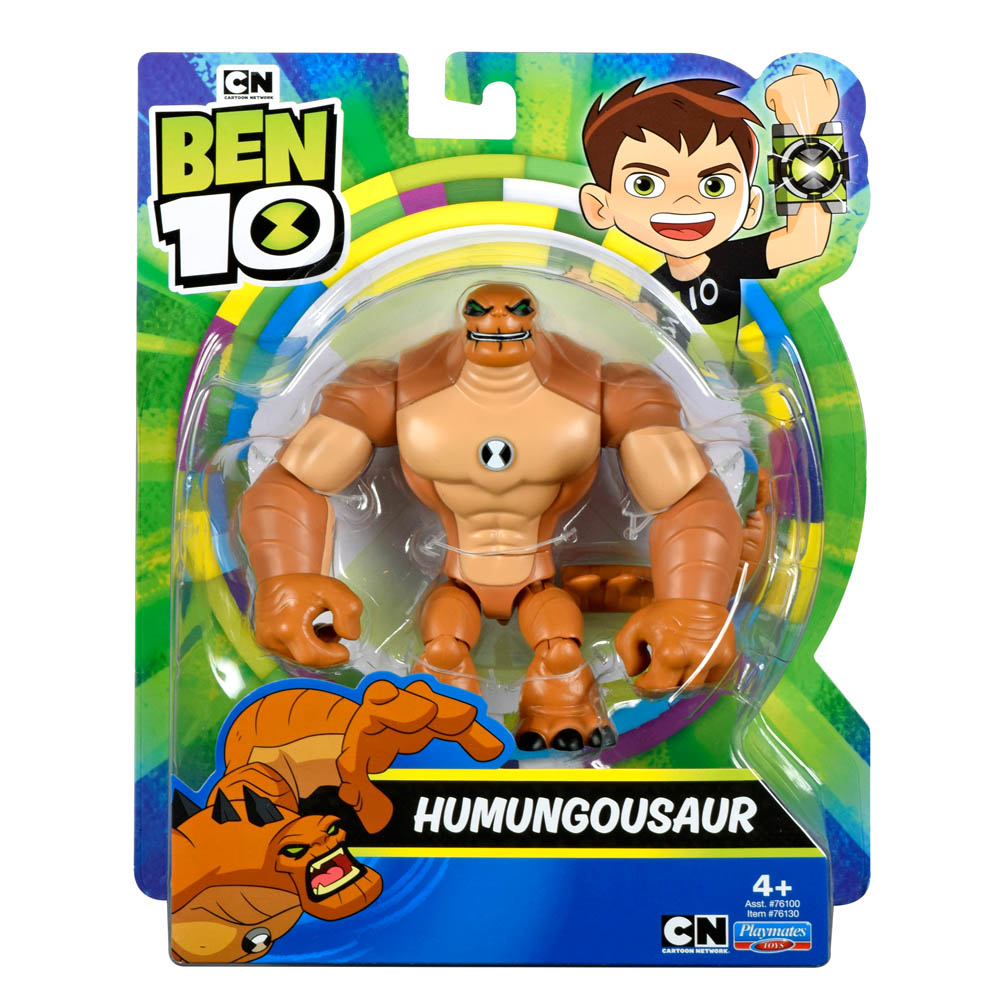 CN
CARTOON NETWORK
BEN
10
10
HUMUNGOUSAUR
4+
Asst. #76100
Item #76130
CN
CARTOON NETWORK
Playmates
TOYS